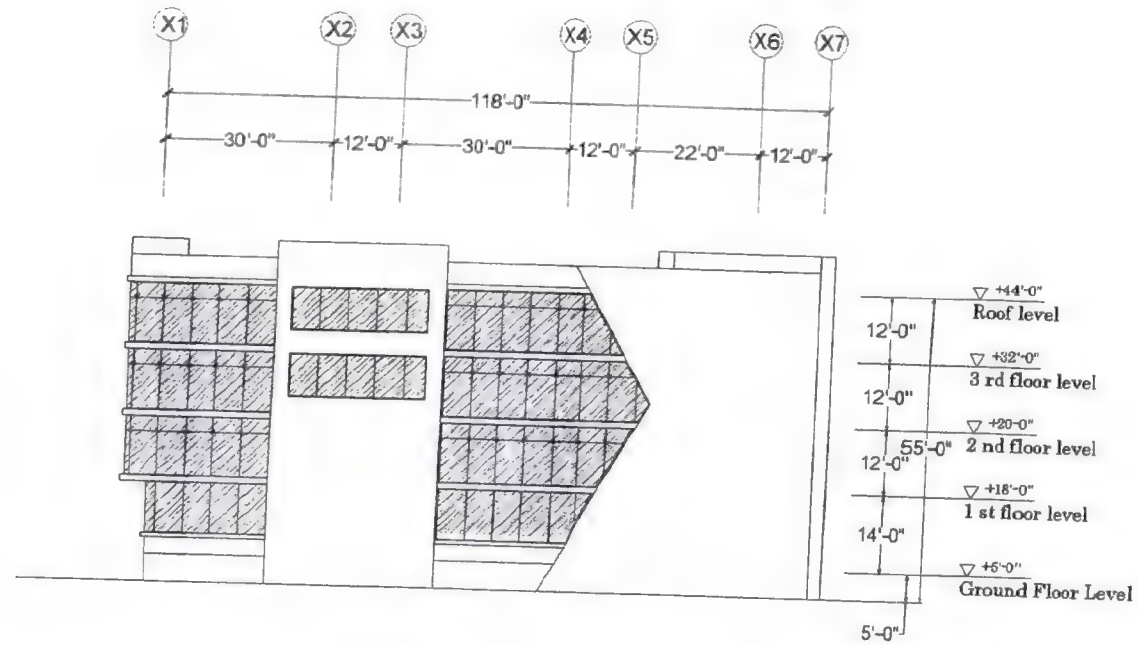 X1 X2 X3 X4 X5 X6 X7
118'-0"
30'-0" 12'-0" 30'-0" 12'-0" 22'-0" 12'-0"
+44'-0"
Roof level
12'-0"
+32'-0"
3 rd floor level
12'-0"
+20-0"
2 nd floor level
55'-0"
12'-0"
+18'-0"
1 st floor level
14'-0"
+5'-0"
Ground Floor Level
5'-0"